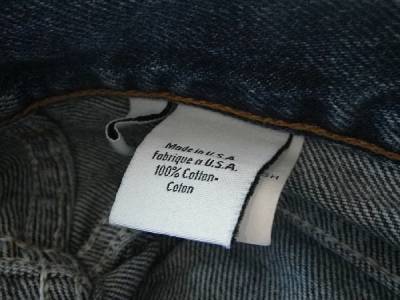 Made in U.S.A
Fabrique a U.S.A.
100% Cotton-
Coton